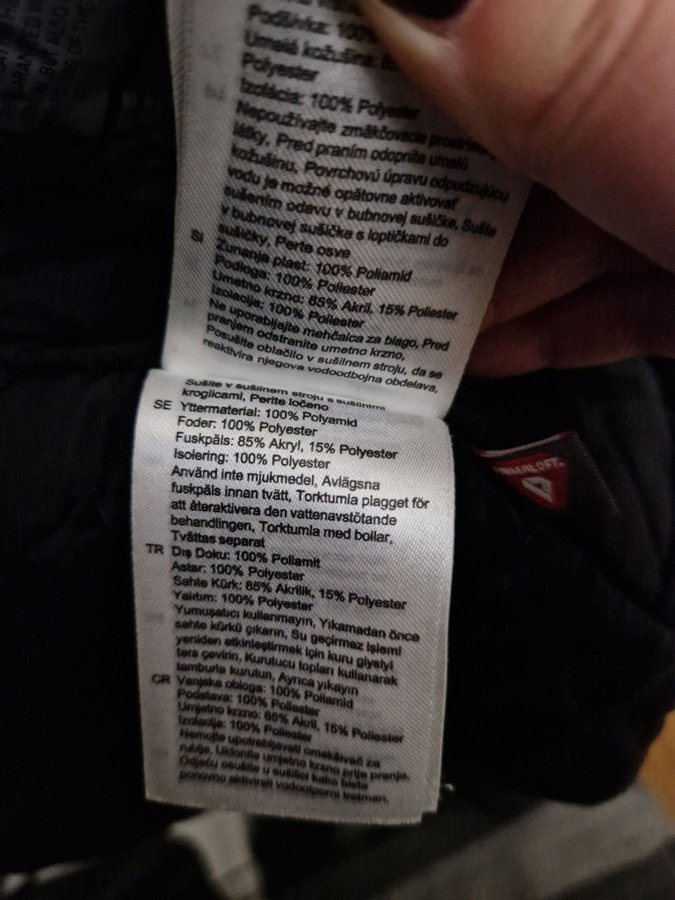 Podšívka: 100%
Umelá kožušina: 85
Polyester
Izolácia: 100% Polyester
Nepoužívajte zmäkčovacie prostriedky
látky, Pred praním odopnite umelú
kožušinu, Povrchovú úpravu odpudzujúcu
vodu je možné opätovne aktivovať
sušením odevu v bubnovej sušičke, Sušte
v bubnovej sušičke s loptičkami do
sušičky, Perte osve
SI Zunanja plast: 100% Poliamid
Podloga: 100% Poliester
Umetno krzno: 85% Akril, 15% Poliester
Izolacija: 100% Poliester
Ne uporabljajte mehčalca za blago, Pred
pranjem odstranite umetno krzno,
Posušite oblačilo v sušilnem stroju, da se
reaktivira njegova vodoodbojna obdelava,
Sušite v sušilnem stroju s sušilnimi
kroglicami, Perite ločeno
SE Yttermaterial: 100% Polyamid
Foder: 100% Polyester
Fuskpäls: 85% Akryl, 15% Polyester
Isolering: 100% Polyester
Använd inte mjukmedel, Avlägsna
fuskpäls innan tvätt, Torktumla plagget för
att återaktivera den vattenavstötande
behandlingen, Torktumla med bollar,
Tvättas separat
TR Dış Doku: 100% Poliamit
Astar: 100% Polyester
Sahte Kürk: 85% Akrilik, 15% Polyester
Yalıtım: 100% Polyester
Yumuşatıcı kullanmayın, Yıkamadan önce
sahte kürkü çıkarın, Su geçirmez işlemi
yeniden etkinleştirmek için kuru giysiyi
ters çevirin, Kurutucu topları kullanarak
tamburla kurutun, Ayrıca yıkayın
CR Vanjska obloga: 100% Poliamid
Podstava: 100% Poliester
Umjetno krzno: 85% Akril, 15% Poliester
Izolacija: 100% Poliester
Nemojte upotrebljavati omekšivač za
rublje, Uklonite umjetno krzno prije pranja.
Odjeću osušite u sušilici kako biste
ponovno aktivirali vodootporni tretman,
PRIMALOFT